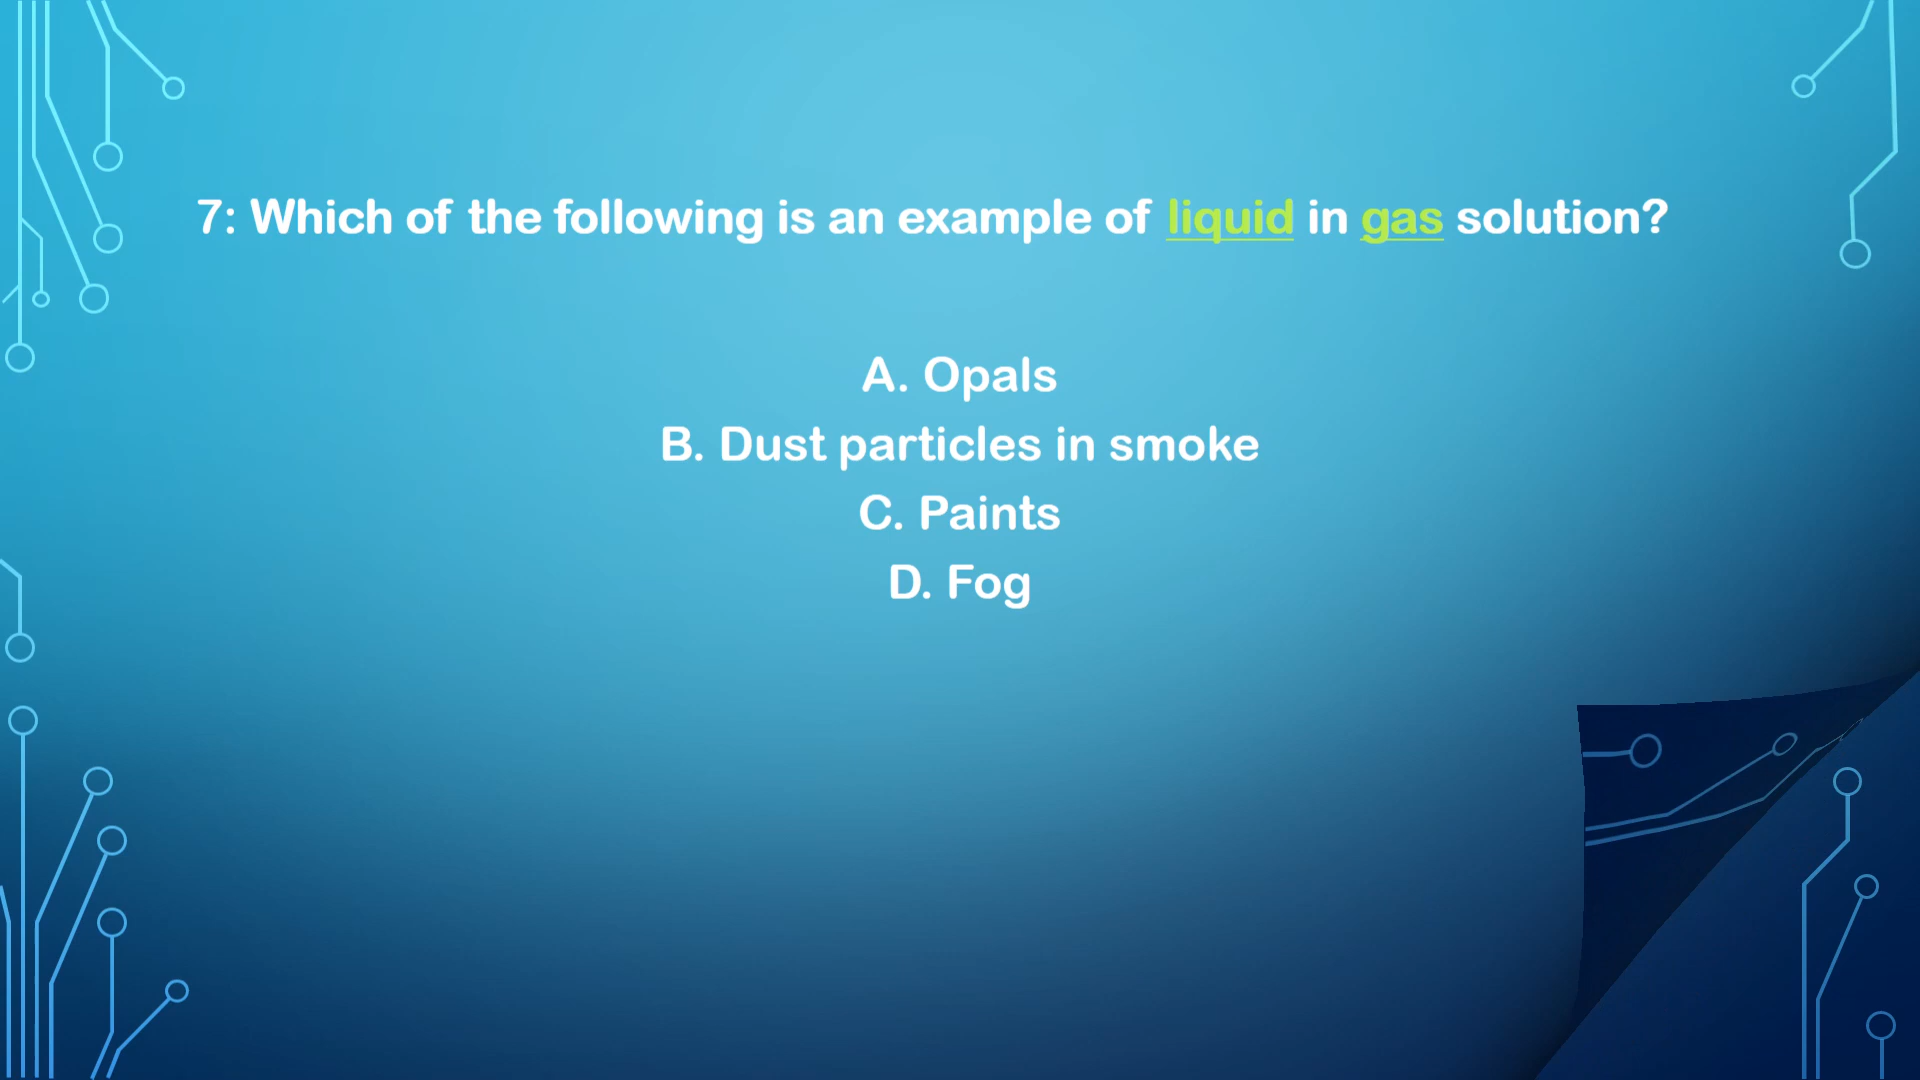 7: Which of the following is an example of liquid in gas solution?
A. Opals
B. Dust particles in smoke
C. Paints
D. Fog